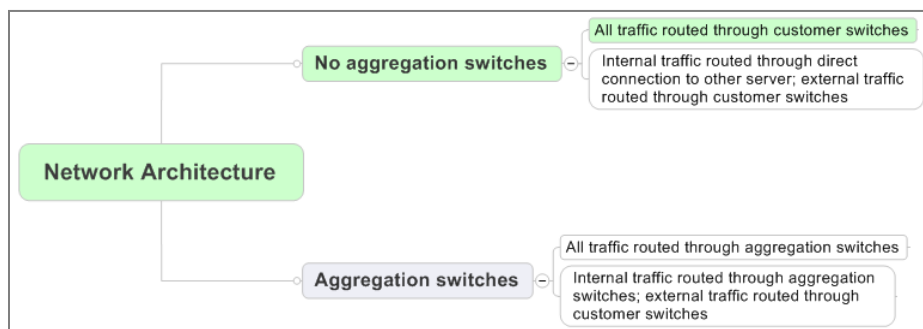 All traffic routed through customer switches
No aggregation switches
Internal traffic routed through direct
connection to other server; external traffic
routed through customer switches
Network Architecture
All traffic routed through aggregation switches
Aggregation switches
Internal traffic routed through aggregation
switches; external traffic routed through
customer switches